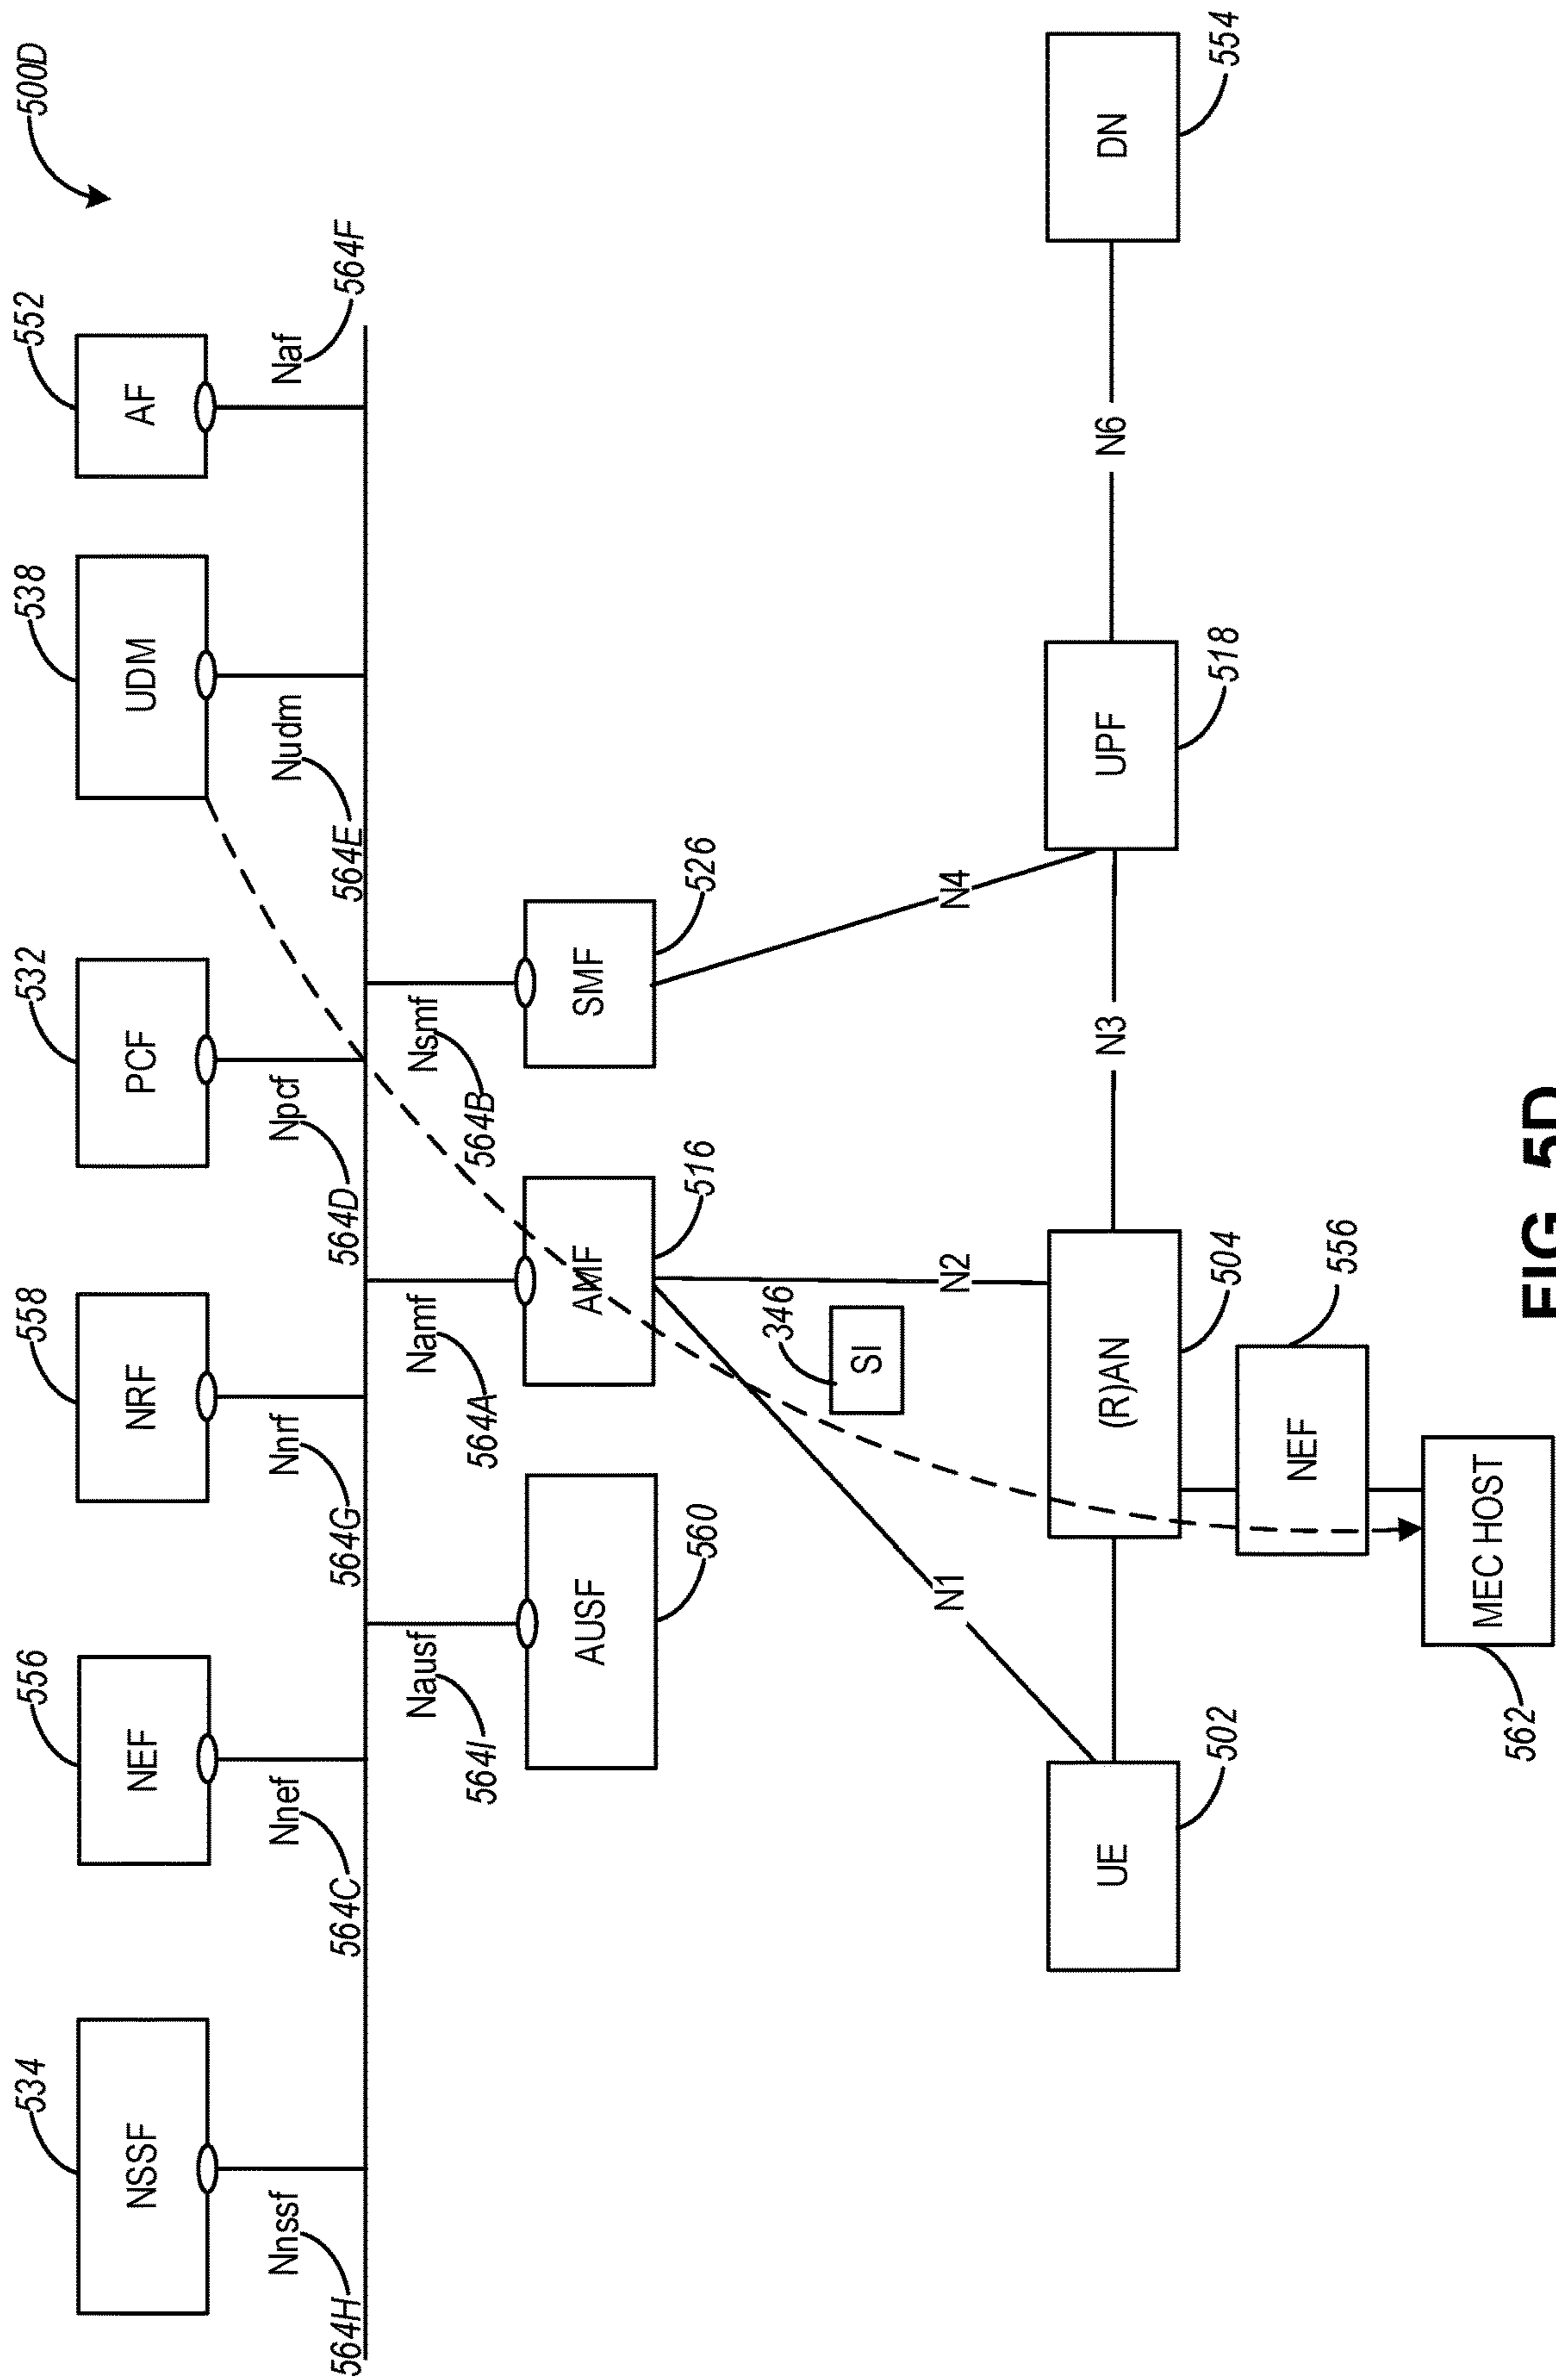 500D
534
556
558
532
538
552
NSSF
NEF
NRF
PCF
UDM
AF
Nnssf
Nnef
Nnrf
Npcf
Nudm
Naf
564H
564C
564G
564D
564E
564F
Nausf
Namf
Nsmf
564I
564A
564B
AUSF
AMF
SMF
560
516
526
346
SI
N1
N2
N4
UE
(R)AN
N3
UPF
N6
DN
502
504
518
554
NEF
556
MEC HOST
562
FIG. 5D